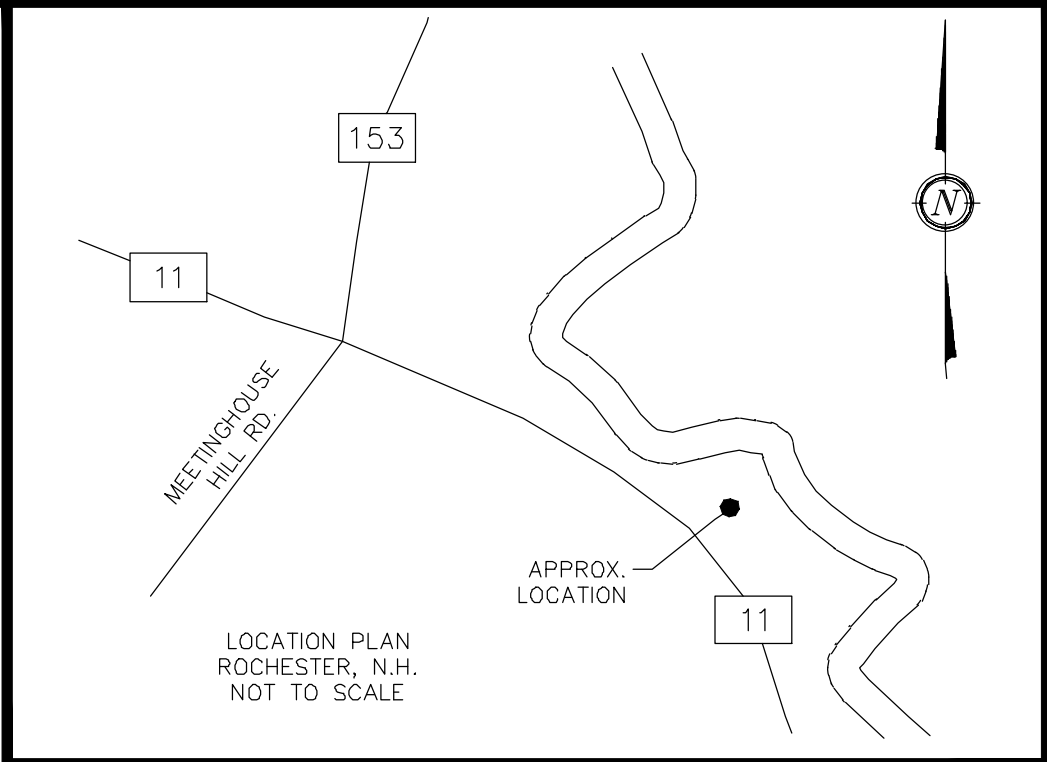 153
11
N
MEETINGHOUSE
HILL RD.
APPROX.
LOCATION
11
LOCATION PLAN
ROCHESTER, N.H.
NOT TO SCALE